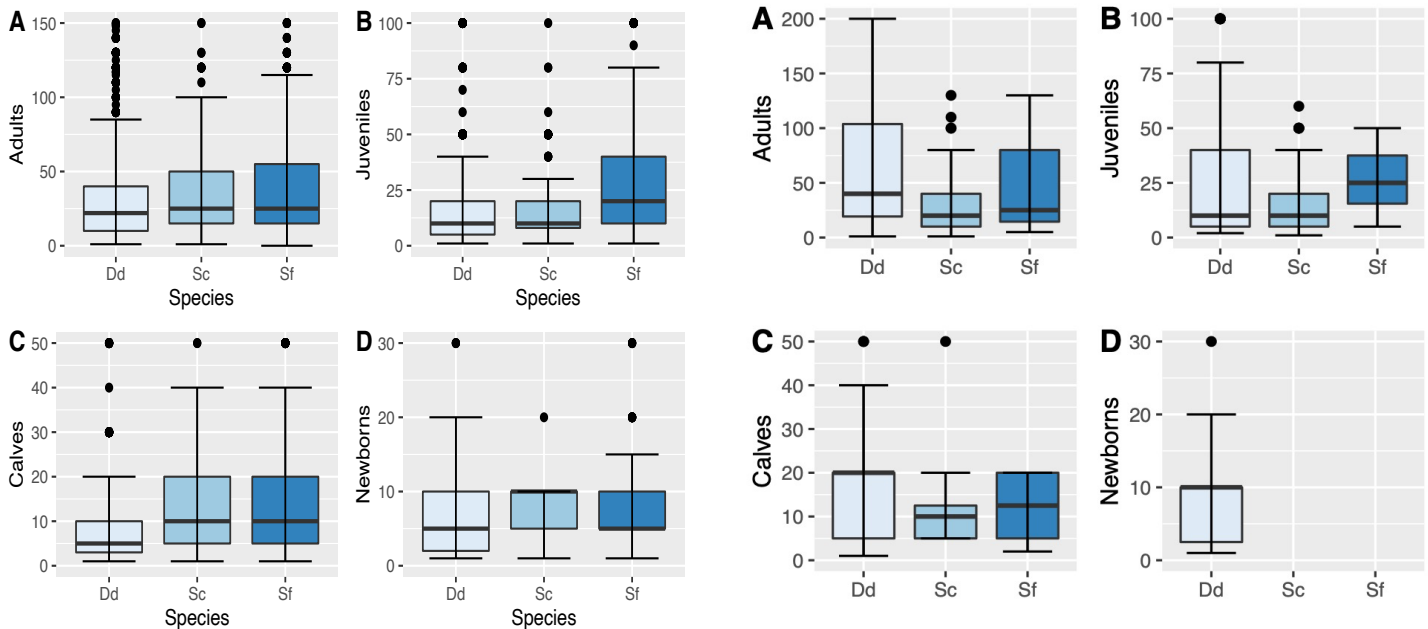 A
Adults
150
100
50
0
Dd Sc Sf
Species
B
Juveniles
100
75
50
25
0
Dd Sc Sf
Species
A
Adults
200
150
100
50
0
Dd Sc Sf
B
Juveniles
100
75
50
25
0
Dd Sc Sf
C
Calves
50
40
30
20
10
0
Dd Sc Sf
Species
D
Newborns
30
20
10
0
Dd Sc Sf
Species
C
Calves
50
40
30
20
10
0
Dd Sc Sf
D
Newborns
30
20
10
0
Dd Sc Sf